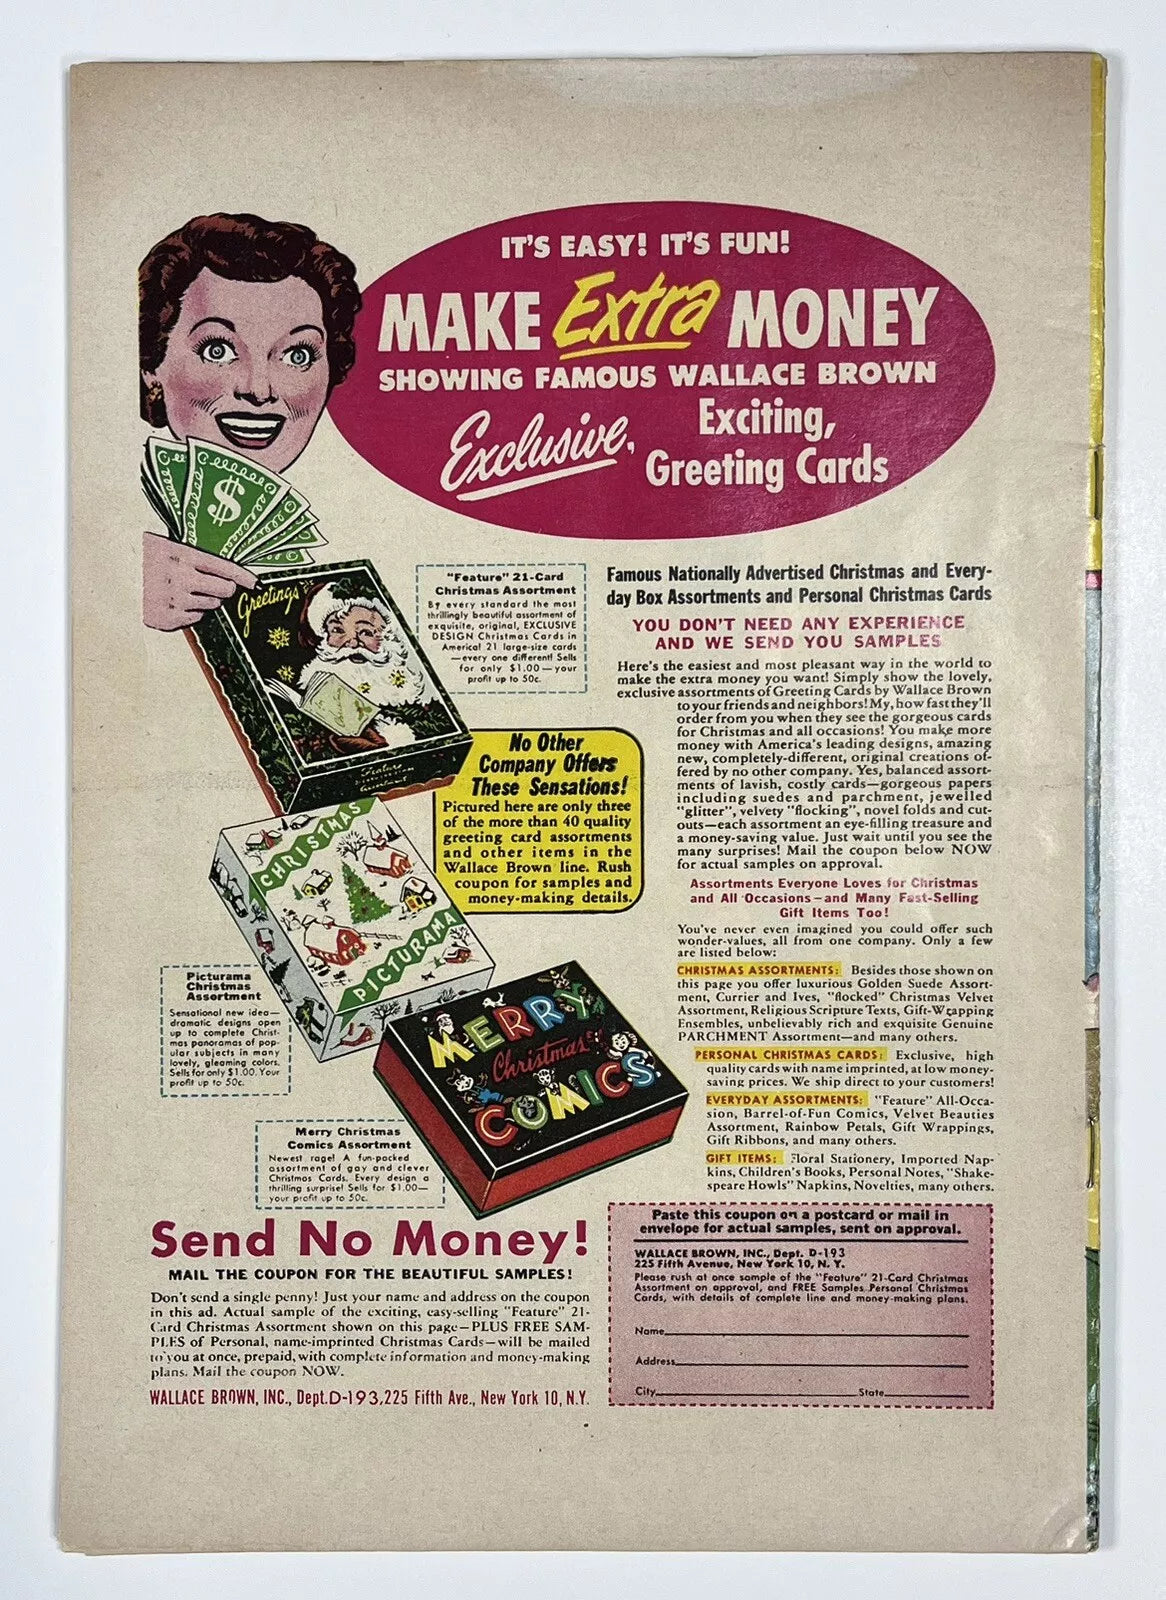 IT'S EASY! IT'S FUN!
MAKE Extra MONEY
SHOWING FAMOUS WALLACE BROWN
Exclusive, Exciting,
Greeting Cards
$
Greetings
Feature
"Feature" 21-Card
Christmas Assortment
By every standard the most
thrillingly beautiful assortment of
exquisite, original, EXCLUSIVE
DESIGN Christmas Cards in
America! 21 large-size cards
—every one different! Sells
for only $1.00—your
profit up to 50c.
No Other
Company Offers
These Sensations!
Pictured here are only three
of the more than 40 quality
greeting card assortments
and other items in the
Wallace Brown line. Rush
coupon for samples and
money-making details.
CHRISTMAS
PICTURAMA
Picturama
Christmas
Assortment
Sensational new idea—
dramatic designs open
up to complete Christ-
mas panoramas of pop-
ular subjects in many
lovely, gleaming colors.
Sells for only $1.00. Your
profit up to 50c.
MERRY
Christmas
COMICS
Merry Christmas
Comics Assortment
Newest rage! A fun-packed
assortment of gay and clever
Christmas Cards. Every design a
thrilling surprise! Sells for $1.00—
your profit up to 50c.
Send No Money!
MAIL THE COUPON FOR THE BEAUTIFUL SAMPLES!
Don't send a single penny! Just your name and address on the coupon
in this ad. Actual sample of the exciting, easy-selling "Feature" 21-
Card Christmas Assortment shown on this page—PLUS FREE SAM-
PLES of Personal, name-imprinted Christmas Cards—will be mailed
to you at once, prepaid, with complete information and money-making
plans. Mail the coupon NOW.
WALLACE BROWN, INC., Dept. D-193, 225 Fifth Ave., New York 10, N.Y.
Famous Nationally Advertised Christmas and Every-
day Box Assortments and Personal Christmas Cards
YOU DON'T NEED ANY EXPERIENCE
AND WE SEND YOU SAMPLES
Here's the easiest and most pleasant way in the world to
make the extra money you want! Simply show the lovely,
exclusive assortments of Greeting Cards by Wallace Brown
to your friends and neighbors! My, how fast they'll
order from you when they see the gorgeous cards
for Christmas and all occasions! You make more
money with America's leading designs, amazing
new, completely-different, original creations of-
fered by no other company. Yes, balanced assort-
ments of lavish, costly cards—gorgeous papers
including suedes and parchment, jewelled
"glitter", velvety "flocking", novel folds and cut-
outs—each assortment an eye-filling treasure and
a money-saving value. Just wait until you see the
many surprises! Mail the coupon below NOW
for actual samples on approval.
Assortments Everyone Loves for Christmas
and All Occasions—and Many Fast-Selling
Gift Items Too!
You've never even imagined you could offer such
wonder-values, all from one company. Only a few
are listed below:
CHRISTMAS ASSORTMENTS: Besides those shown on
this page you offer luxurious Golden Suede Assort-
ment, Currier and Ives, "flocked" Christmas Velvet
Assortment, Religious Scripture Texts, Gift-Wrapping
Ensembles, unbelievably rich and exquisite Genuine
PARCHMENT Assortment—and many others.
PERSONAL CHRISTMAS CARDS: Exclusive, high
quality cards with name imprinted, at low money-
saving prices. We ship direct to your customers!
EVERYDAY ASSORTMENTS: "Feature" All-Occa-
sion, Barrel-of-Fun Comics, Velvet Beauties
Assortment, Rainbow Petals, Gift Wrappings,
Gift Ribbons, and many others.
GIFT ITEMS: Floral Stationery, Imported Nap-
kins, Children's Books, Personal Notes, "Shake-
speare Howls" Napkins, Novelties, many others.
Paste this coupon on a postcard or mail in
envelope for actual samples, sent on approval.
WALLACE BROWN, INC., Dept. D-193
225 Fifth Avenue, New York 10, N. Y.
Please rush at once sample of the "Feature" 21-Card Christmas
Assortment on approval, and FREE Samples Personal Christmas
Cards, with details of complete line and money-making plans.
Name
Address
City State